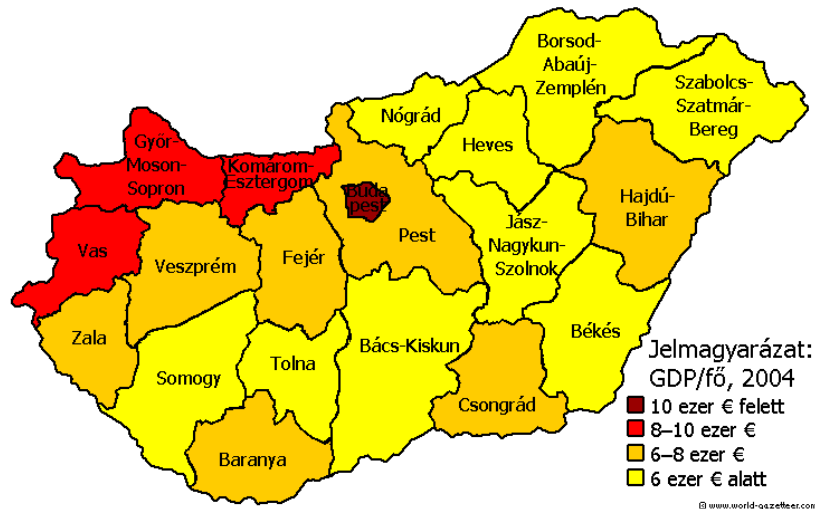 Borsod-
Abaúj-
Zemplén
Szabolcs-
Szatmár-
Bereg
Nógrád
Heves
Győr-
Moson-
Sopron
Komárom-
Esztergom
Buda
pest
Pest
Hajdú-
Bihar
Jász-
Nagykun-
Szolnok
Vas
Veszprém
Fejér
Zala
Somogy
Tolna
Bács-Kiskun
Békés
Csongrád
Baranya
Jelmagyarázat:
GDP/fő, 2004
10 ezer € felett
8–10 ezer €
6–8 ezer €
6 ezer € alatt
© www.world-gazetteer.com